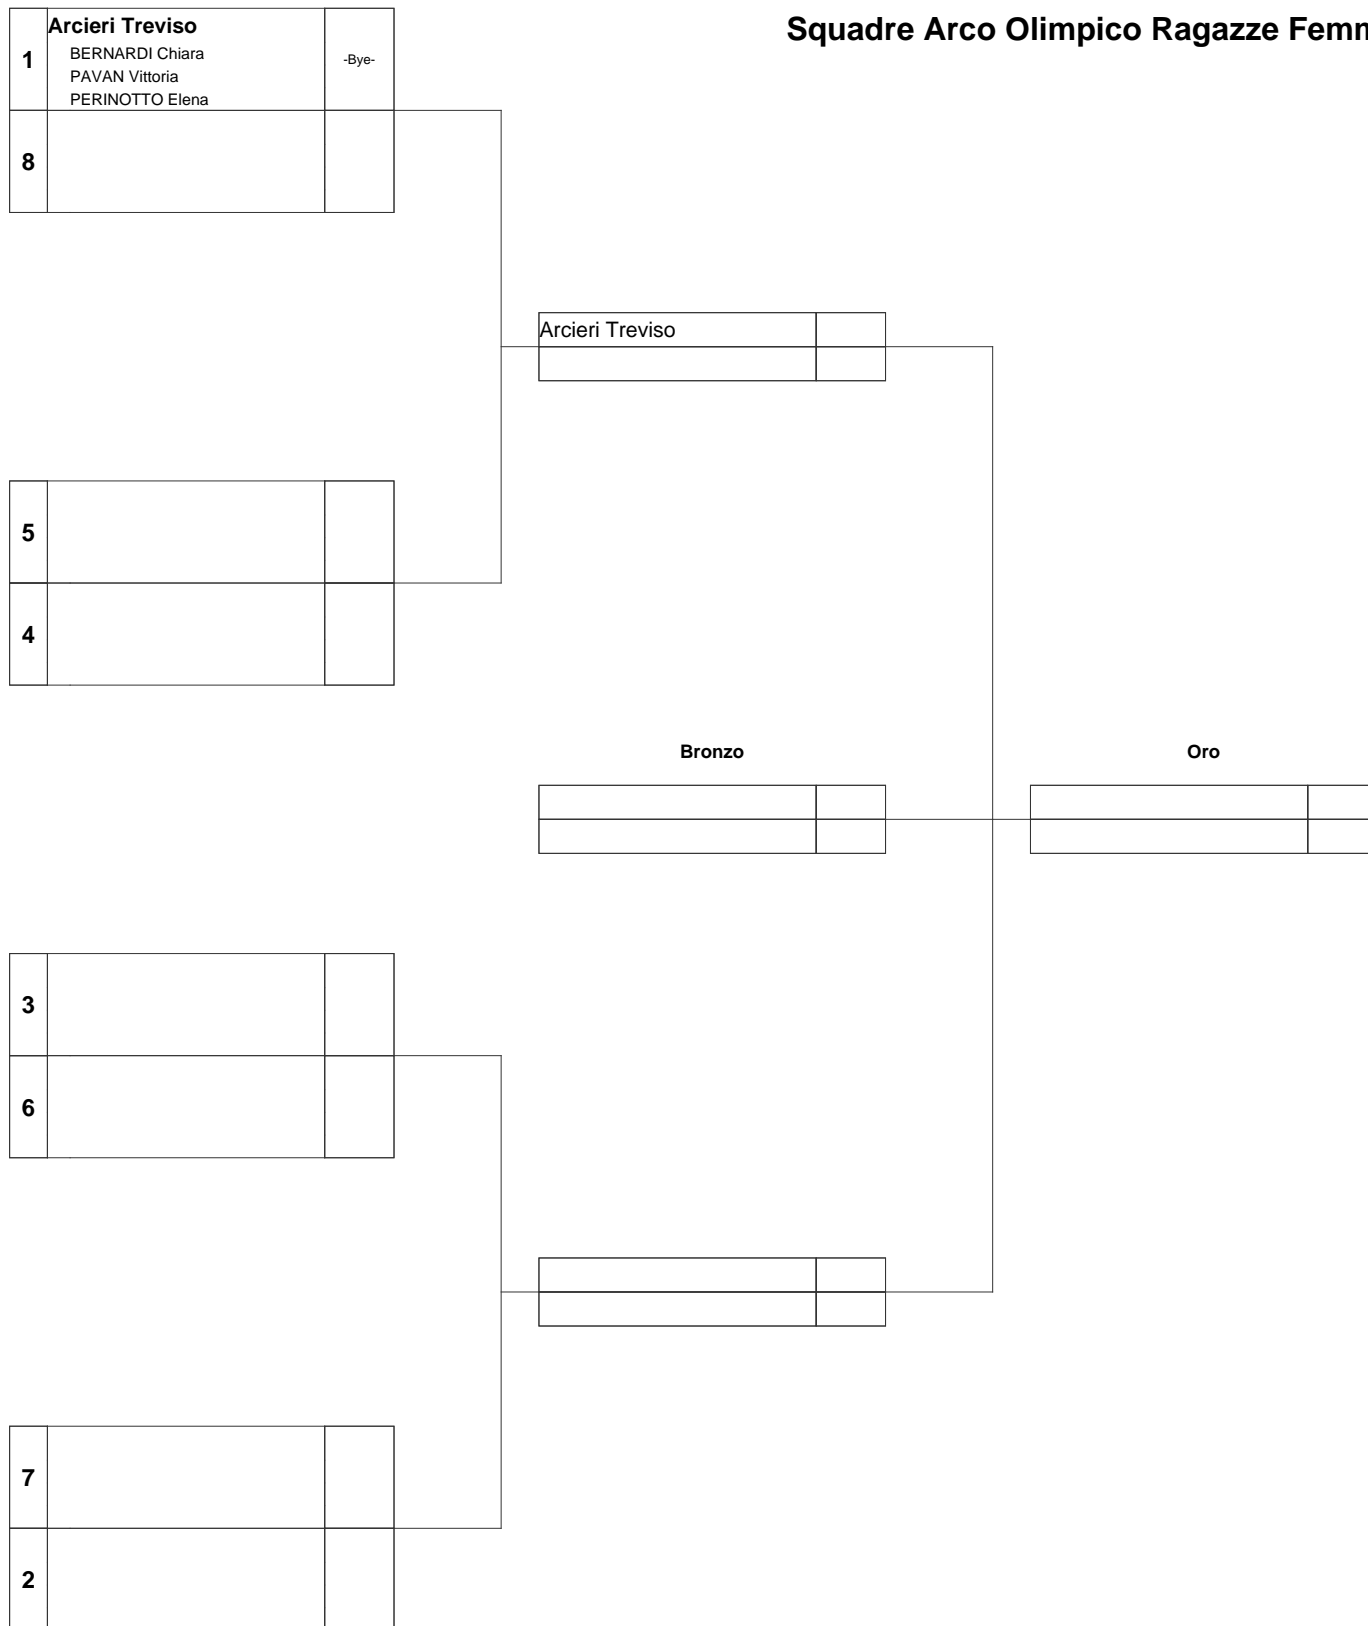 Squadre Arco Olimpico Ragazze
1
Arcieri Treviso
BERNARDI Chiara
PAVAN Vittoria
PERINOTTO Elena
-Bye-
8
Arcieri Treviso
5
4
Bronzo
Oro
3
6
7
2